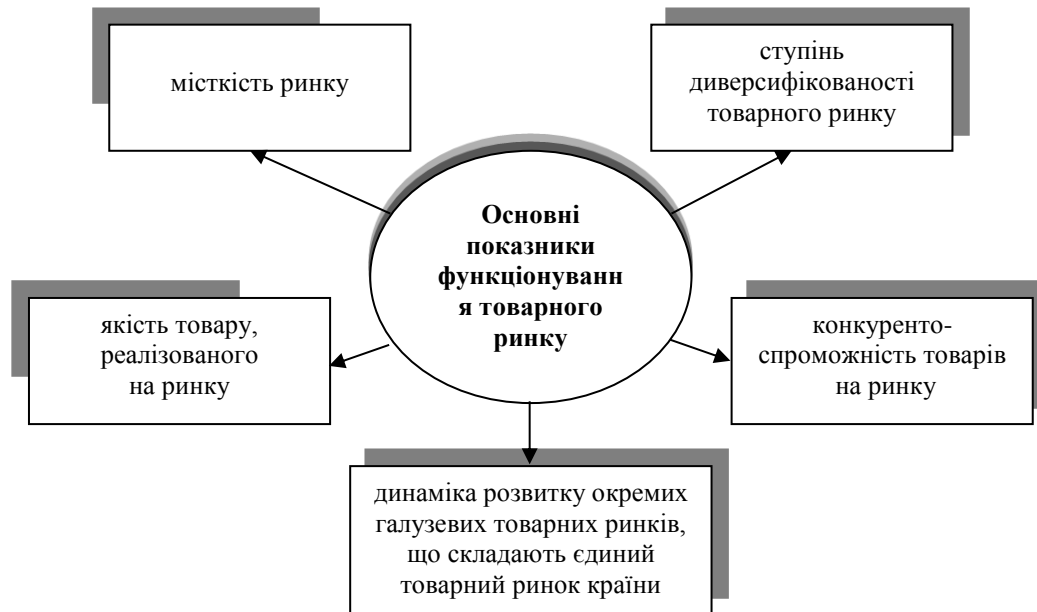 місткість ринку
ступінь
диверсифікованості
товарного ринку
Основні
показники
функціонуванн
я товарного
ринку
якість товару,
реалізованого
на ринку
конкуренто-
спроможність товарів
на ринку
динаміка розвитку окремих
галузевих товарних ринків,
що складають єдиний
товарний ринок країни